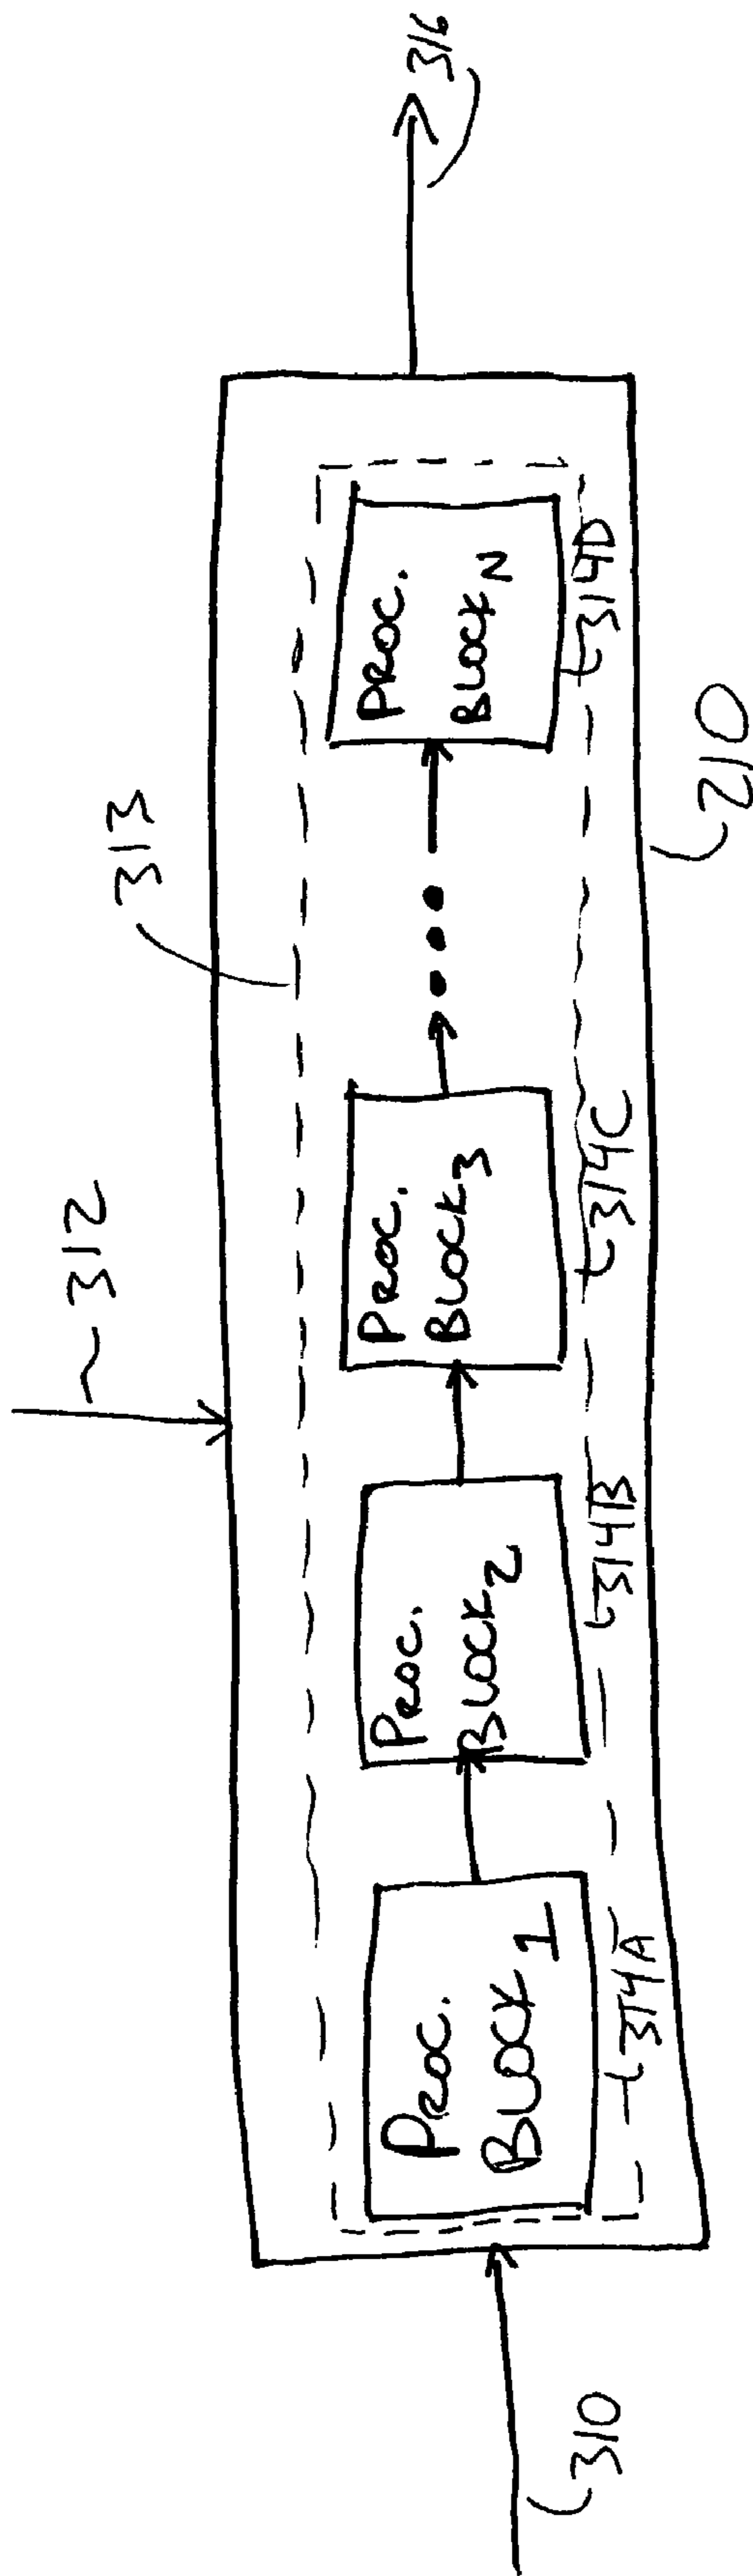 312
313
316
PROC.
BLOCK 1
PROC.
BLOCK 2
PROC.
BLOCK 3
PROC.
BLOCK N
310
314A
314B
314C
314D
210